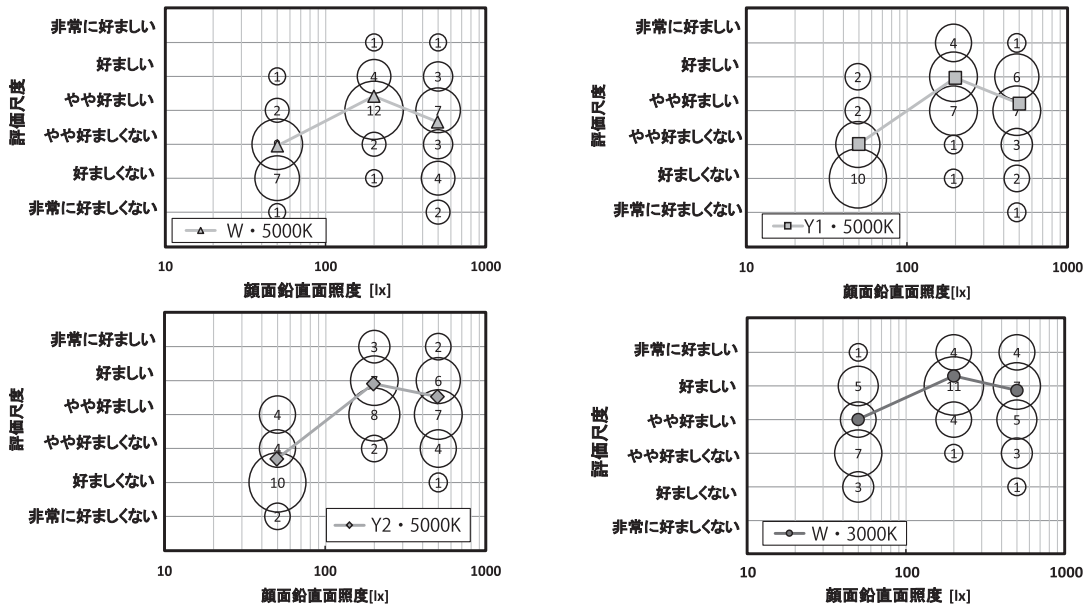 非常に好ましい
好ましい
やや好ましい
やや好ましくない
好ましくない
非常に好ましくない
評価尺度
1 1
1 4 3
2 12 7
2 3
7 1 4
1 2
W・5000K
10 100 1000
顔面鉛直面照度 [lx]
非常に好ましい
好ましい
やや好ましい
やや好ましくない
好ましくない
非常に好ましくない
評価尺度
4 1
2 6
2 7 7
1 3
10 1 2
1
Y1・5000K
10 100 1000
顔面鉛直面照度[lx]
非常に好ましい
好ましい
やや好ましい
やや好ましくない
好ましくない
非常に好ましくない
評価尺度
3 2
6
4 8 7
4 2 4
10 1
2
Y2・5000K
10 100 1000
顔面鉛直面照度[lx]
非常に好ましい
好ましい
やや好ましい
やや好ましくない
好ましくない
非常に好ましくない
評価尺度
1 4 4
5 11 7
4 5
7 1 3
3 1
W・3000K
10 100 1000
顔面鉛直面照度[lx]